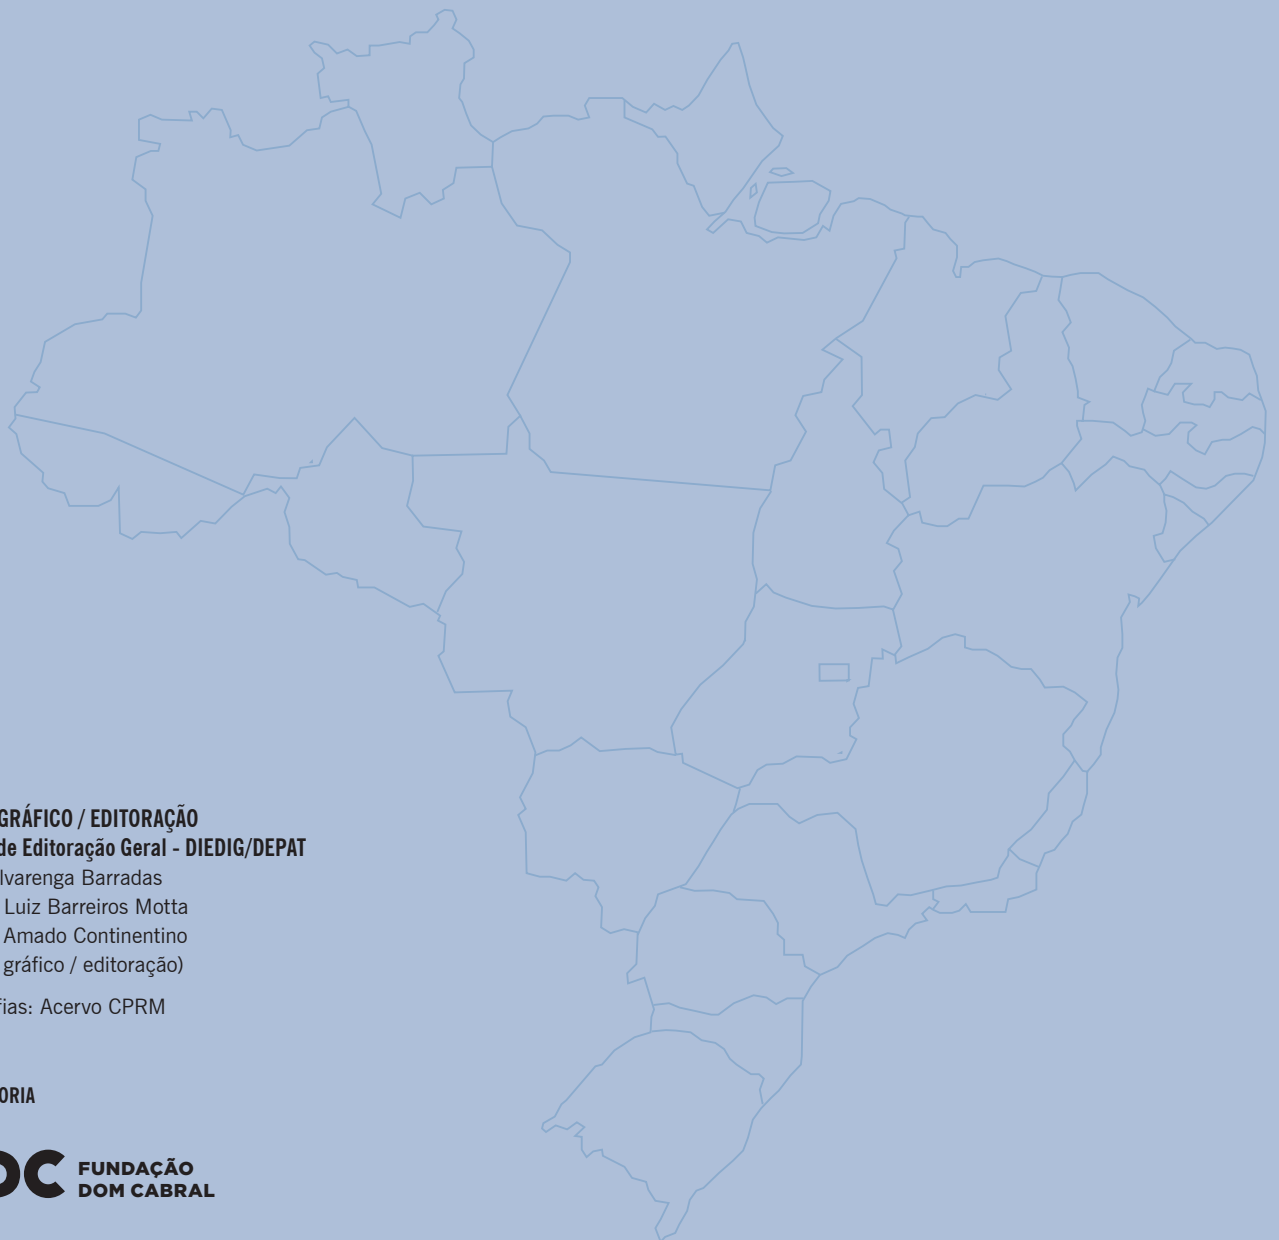 GRÁFICO / EDITORAÇÃO
de Editoração Geral - DIEDIG/DEPAT
lvarenga Barradas
Luiz Barreiros Motta
Amado Continentino
gráfico / editoração)
fias: Acervo CPRM
ORIA
DC FUNDAÇÃO
DOM CABRAL